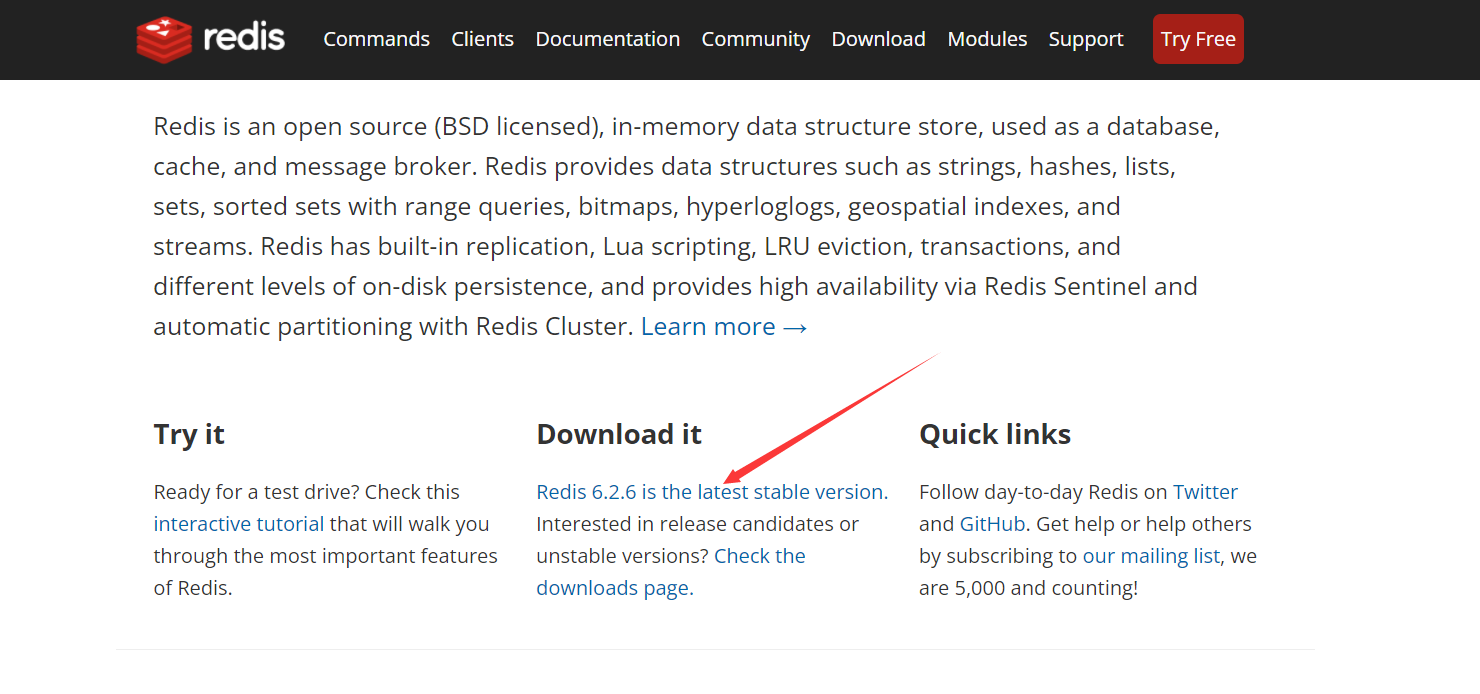 redis Commands Clients Documentation Community Download Modules Support Try Free
Redis is an open source (BSD licensed), in-memory data structure store, used as a database,
cache, and message broker. Redis provides data structures such as strings, hashes, lists,
sets, sorted sets with range queries, bitmaps, hyperloglogs, geospatial indexes, and
streams. Redis has built-in replication, Lua scripting, LRU eviction, transactions, and
different levels of on-disk persistence, and provides high availability via Redis Sentinel and
automatic partitioning with Redis Cluster. Learn more →
Try it
Ready for a test drive? Check this
interactive tutorial that will walk you
through the most important features
of Redis.
Download it
Redis 6.2.6 is the latest stable version.
Interested in release candidates or
unstable versions? Check the
downloads page.
Quick links
Follow day-to-day Redis on Twitter
and GitHub. Get help or help others
by subscribing to our mailing list, we
are 5,000 and counting!